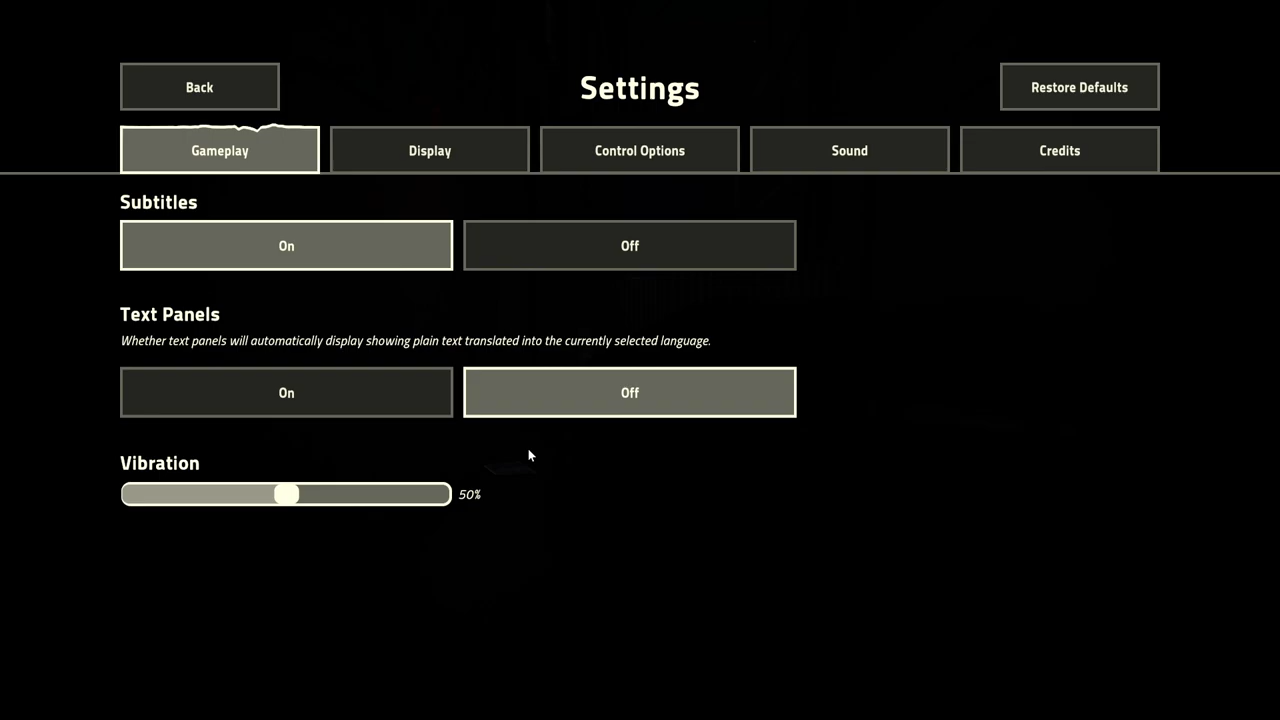 Back
Settings
Restore Defaults
Gameplay
Display
Control Options
Sound
Credits
Subtitles
On
Off
Text Panels
Whether text panels will automatically display showing plain text translated into the currently selected language.
On
Off
Vibration
50%